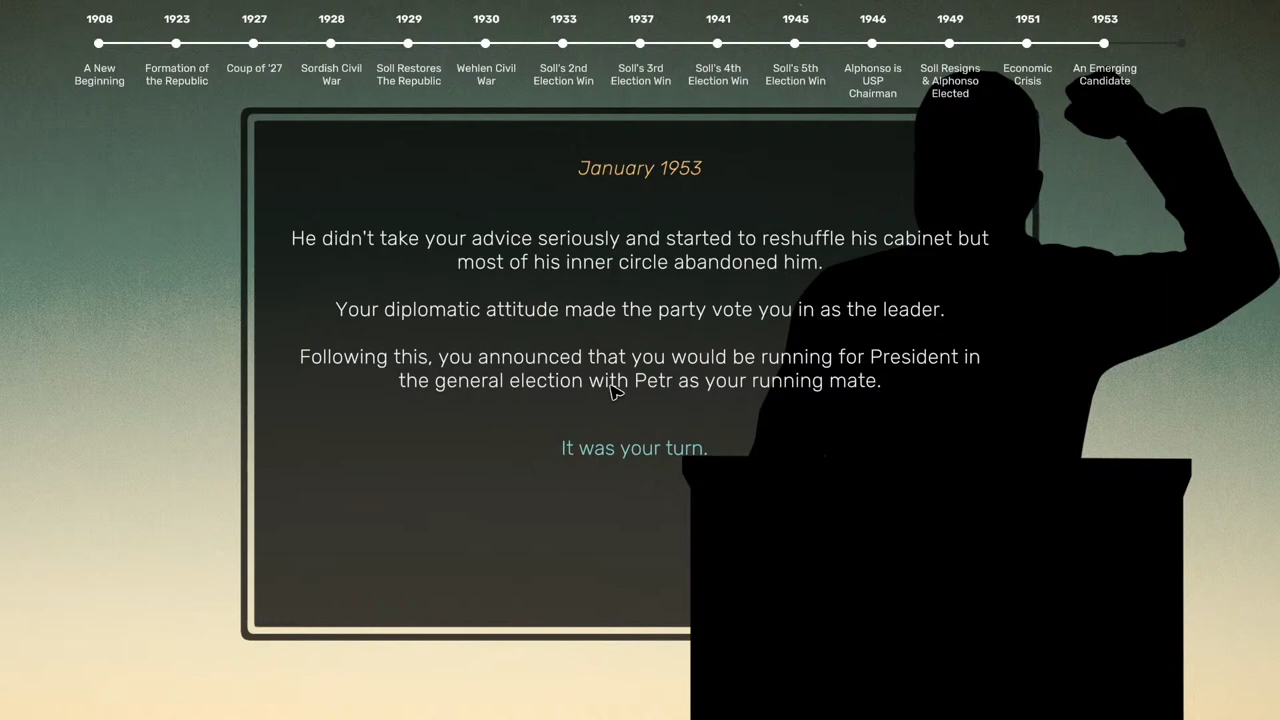 1908 1923 1927 1928 1929 1930 1933 1937 1941 1945 1946 1949 1951 1953
A New Beginning
Formation of the Republic
Coup of '27
Sordish Civil War
Soll Restores The Republic
Wehlen Civil War
Soll's 2nd Election Win
Soll's 3rd Election Win
Soll's 4th Election Win
Soll's 5th Election Win
Alphonso is USP Chairman
Soll Resigns & Alphonso Elected
Economic Crisis
An Emerging Candidate
January 1953
He didn't take your advice seriously and started to reshuffle his cabinet but
most of his inner circle abandoned him.
Your diplomatic attitude made the party vote you in as the leader.
Following this, you announced that you would be running for President in
the general election with Petr as your running mate.
It was your turn.